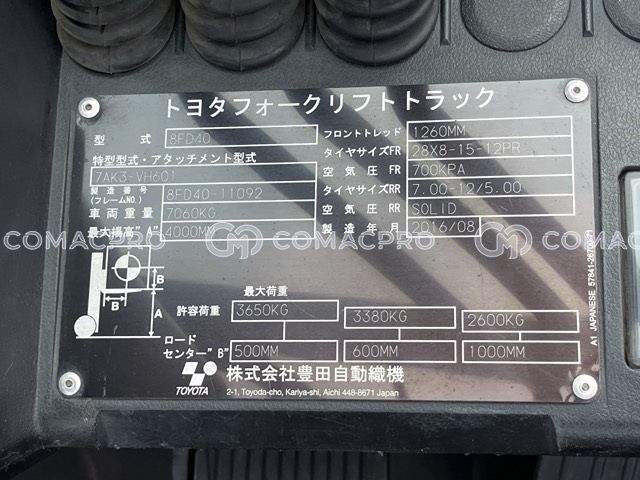 トヨタフォークリフトトラック
型 式 8FD40
特型型式・アタッチメント型式
7AK3-VH601
製造番号
(フレームNO.) 8FD40-11092
車両重量 7060KG
最大揚高"A" 4000MM
フロントトレッド 1260MM
タイヤサイズFR 28X8-15-12PR
空気圧FR 700KPA
タイヤサイズRR 7.00-12/5.00
空気圧RR SOLID
製造年月 2016/08
B
B A
最大荷重
許容荷重 3650KG 3380KG 2600KG
ロード
センター"B" 500MM 600MM 1000MM
TOYOTA 株式会社豊田自動織機
2-1, Toyoda-cho, Kariya-shi, Aichi 448-8671 Japan
A1 JAPANESE
COMACPRO COMACPRO COMACPRO